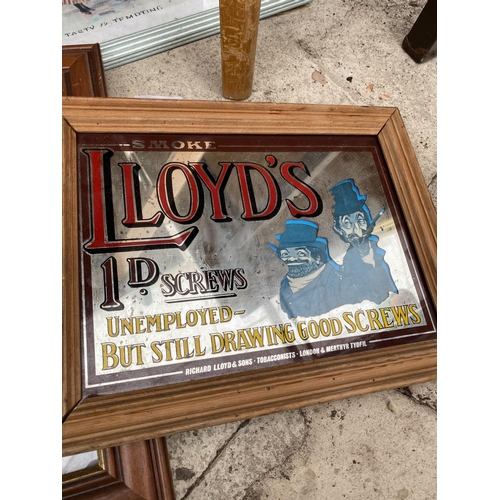 TASTY & TEMPTING
-SMOKE
LLOYD'S
1D. SCREWS
UNEMPLOYED-
BUT STILL DRAWING GOOD SCREWS
RICHARD LLOYD & SONS · TOBACCONISTS · LONDON & MERTHYR TYDFIL